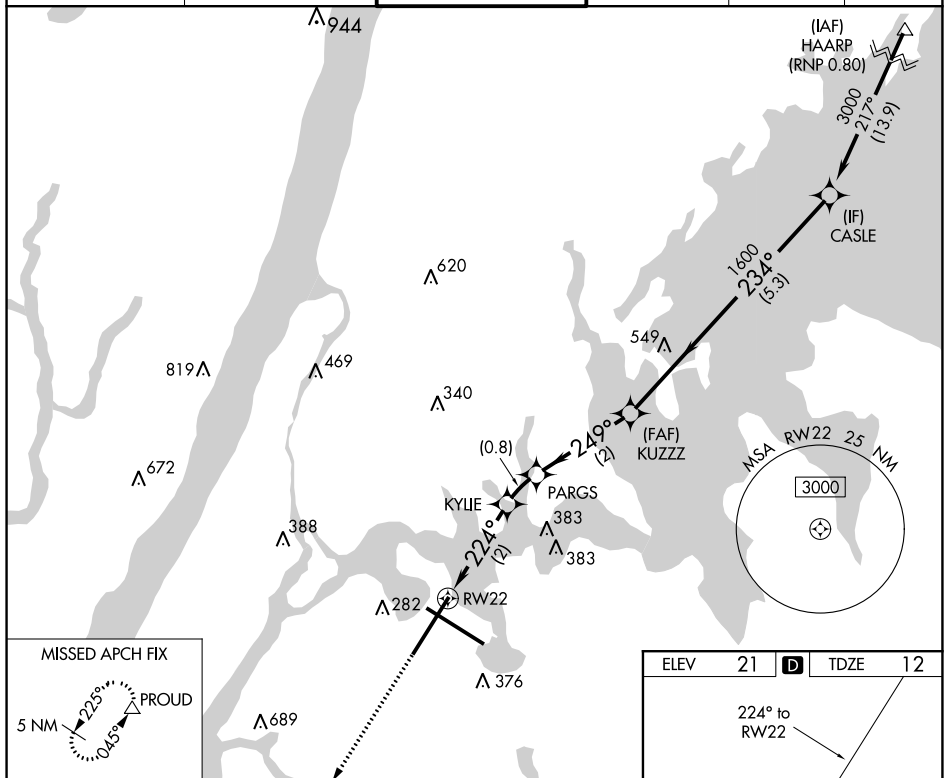 944
(IAF)
HAARP
(RNP 0.80)
3000
217°
(13.9)
(IF)
CASLE
1600
234°
(5.3)
620
549
819
469
340
(FAF)
KUZZZ
249°
(2)
(0.8)
PARGS
KYLIE
672
388
383
383
224°
(2)
MSA RW22 25 NM
3000
282
RW22
376
689
MISSED APCH FIX
PROUD
5 NM
225°
045°
ELEV 21 D TDZE 12
224° to
RW22